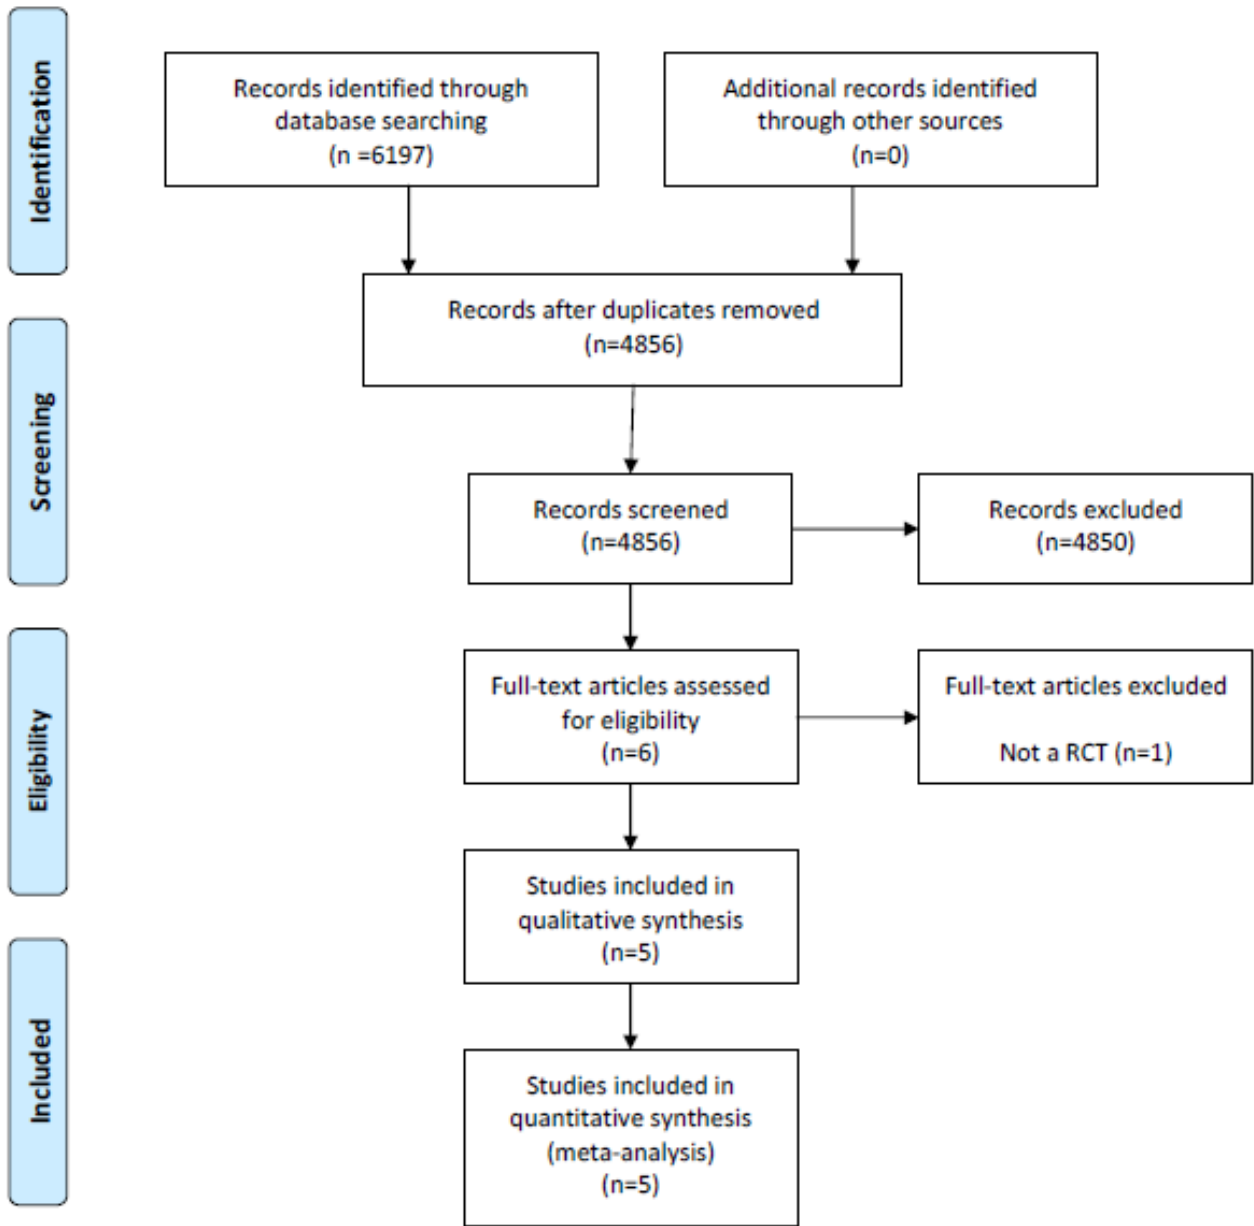 Identification
Records identified through
database searching
(n =6197)
Additional records identified
through other sources
(n=0)
Records after duplicates removed
(n=4856)
Screening
Records screened
(n=4856)
Records excluded
(n=4850)
Eligibility
Full-text articles assessed
for eligibility
(n=6)
Full-text articles excluded
Not a RCT (n=1)
Studies included in
qualitative synthesis
(n=5)
Included
Studies included in
quantitative synthesis
(meta-analysis)
(n=5)